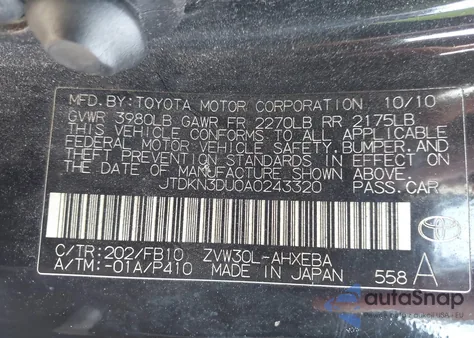 MFD.BY:TOYOTA MOTOR CORPORATION 10/10
GVWR 3980LB GAWR FR 2270LB RR 2175LB
THIS VEHICLE CONFORMS TO ALL APPLICABLE
FEDERAL MOTOR VEHICLE SAFETY,BUMPER,AND
THEFT PREVENTION STANDARDS IN EFFECT ON
THE DATE OF MANUFACTURE SHOWN ABOVE.
JTDKN3DU0A0243320 PASS.CAR
C/TR:202/FB10 ZVW30L-AHXEBA
A/TM:-01A/P410 MADE IN JAPAN 558 A
autoSnap